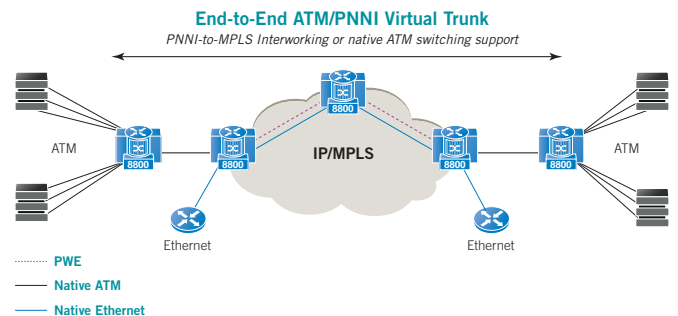 End-to-End ATM/PNNI Virtual Trunk
PNNI-to-MPLS Interworking or native ATM switching support
8800
ATM
8800
8800
IP/MPLS
8800
8800
ATM
Ethernet
Ethernet
PWE
Native ATM
Native Ethernet